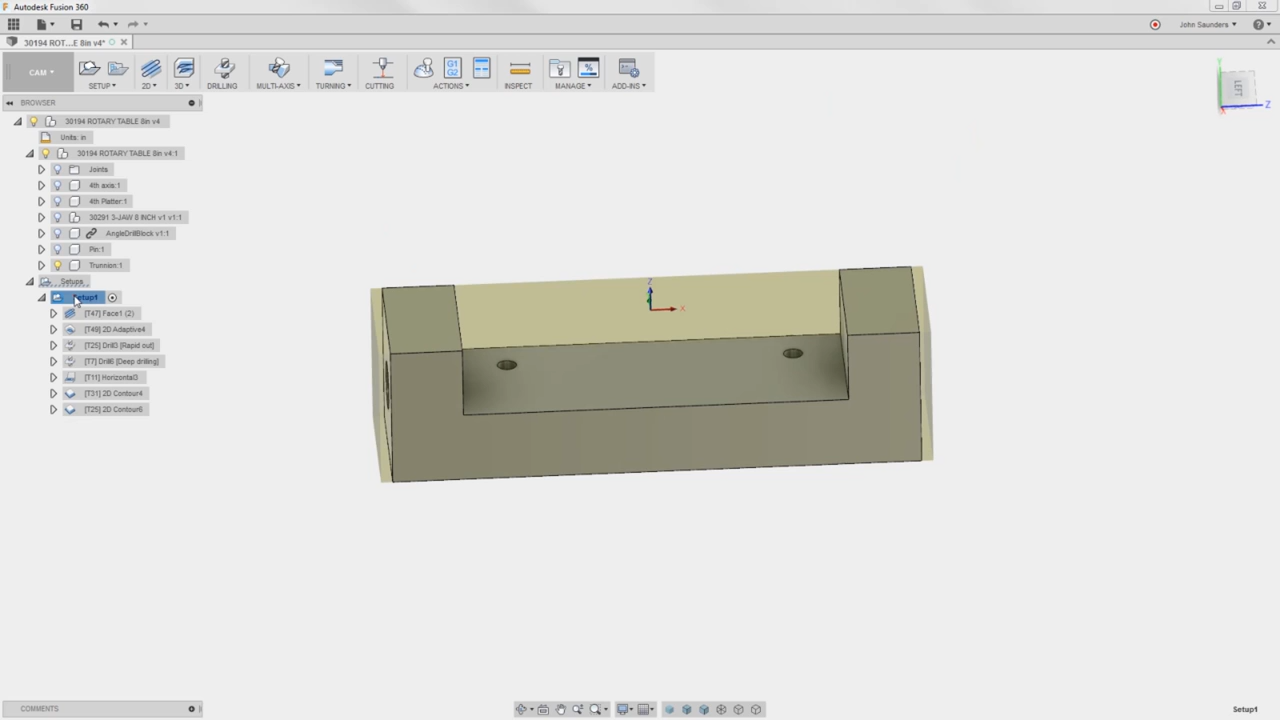 Autodesk Fusion 360
30194 ROT...E 8in v4*
John Saunders
CAM
SETUP
2D
3D
DRILLING
MULTI-AXIS
TURNING
CUTTING
G1
G2
ACTIONS
INSPECT
MANAGE
ADD-INS
BROWSER
30194 ROTARY TABLE 8in v4
Units: in
30194 ROTARY TABLE 8in v4:1
Joints
4th axis:1
4th Platter:1
30291 3-JAW 8 INCH v1 v1:1
AngleDrillBlock v1:1
Pin:1
Trunnion:1
Setups
Setup1
[T47] Face1 (2)
[T49] 2D Adaptive4
[T25] Drill3 [Rapid out]
[T7] Drill6 [Deep drilling]
[T11] Horizontal3
[T31] 2D Contour4
[T25] 2D Contour6
Z
X
LEFT
Y
Z
X
COMMENTS
Setup1